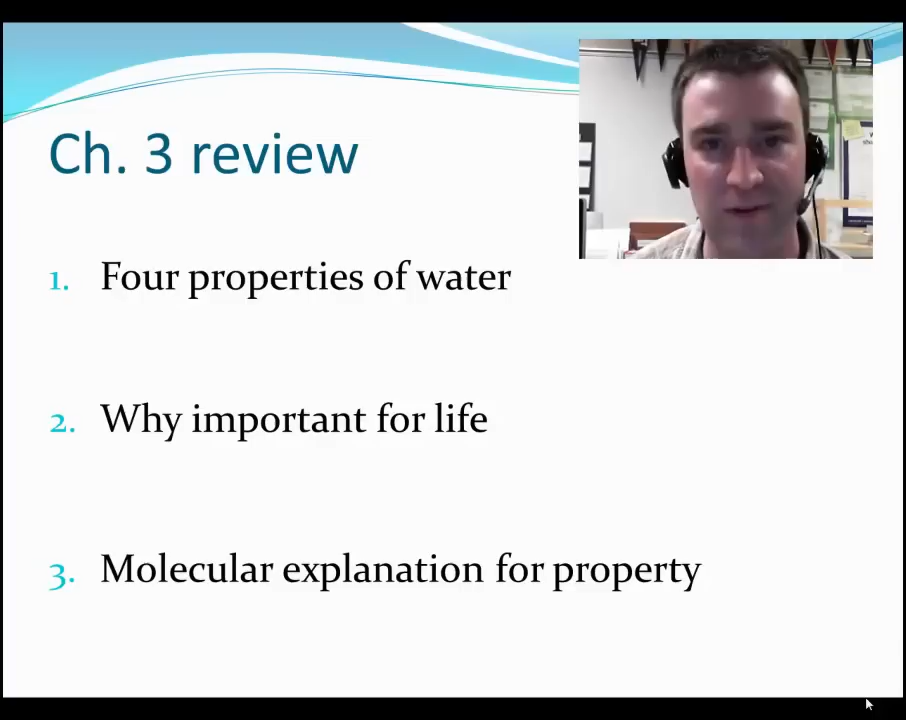 Ch. 3 review
1. Four properties of water
2. Why important for life
3. Molecular explanation for property